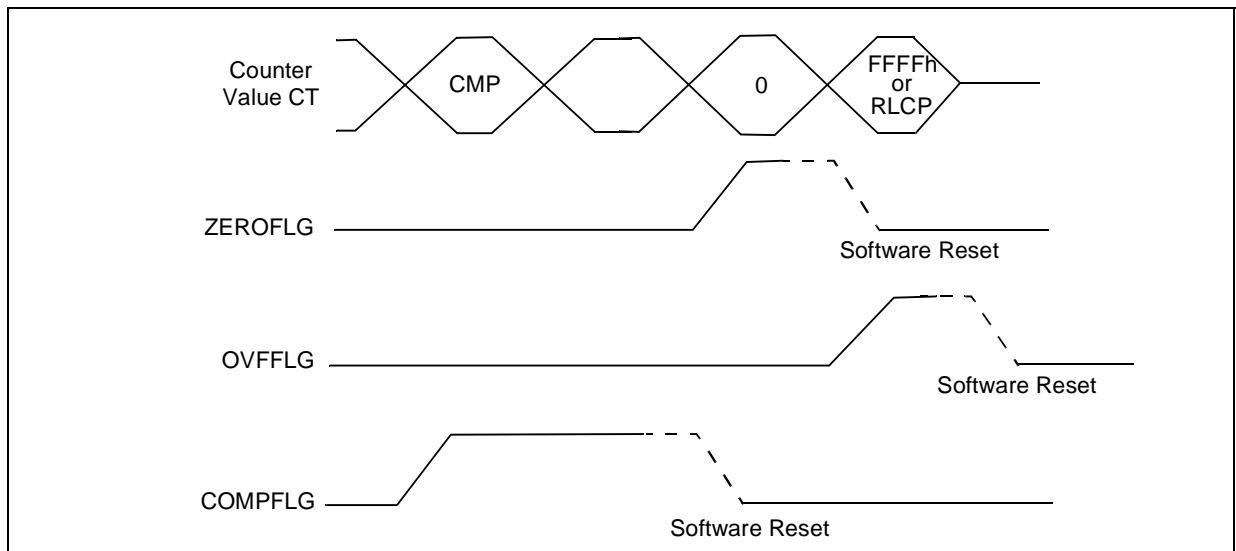 Counter
Value CT
CMP
0
FFFFh
or
RLCP
ZEROFLG
Software Reset
OVFFLG
Software Reset
COMPFLG
Software Reset